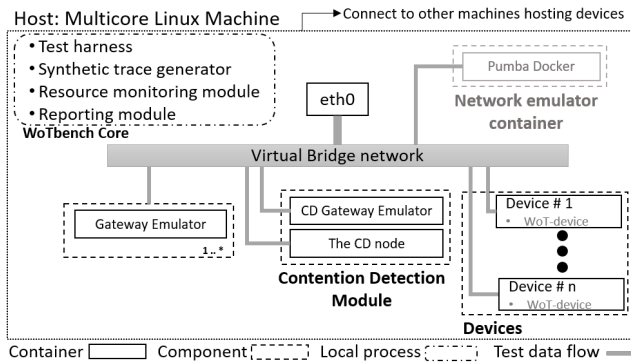 Host: Multicore Linux Machine
Connect to other machines hosting devices
• Test harness
• Synthetic trace generator
• Resource monitoring module
• Reporting module
WoTbench Core
eth0
Pumba Docker
Network emulator
container
Virtual Bridge network
Gateway Emulator
1 .. *
CD Gateway Emulator
The CD node
Contention Detection
Module
Device # 1
• WoT-device
Device # n
• WoT-device
Devices
Container
Component
Local process
Test data flow